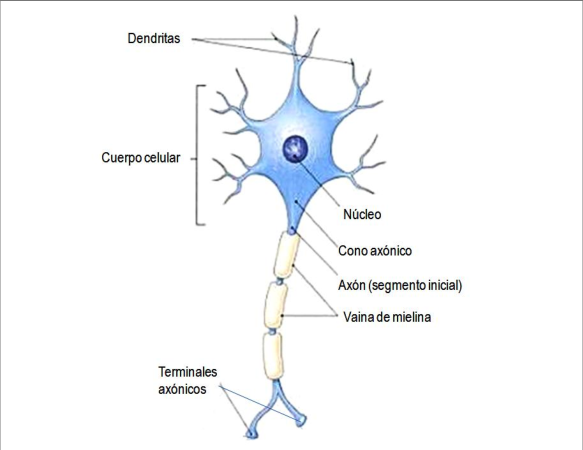 Dendritas
Cuerpo celular
Núcleo
Cono axónico
Axón (segmento inicial)
Vaina de mielina
Terminales
axónicos